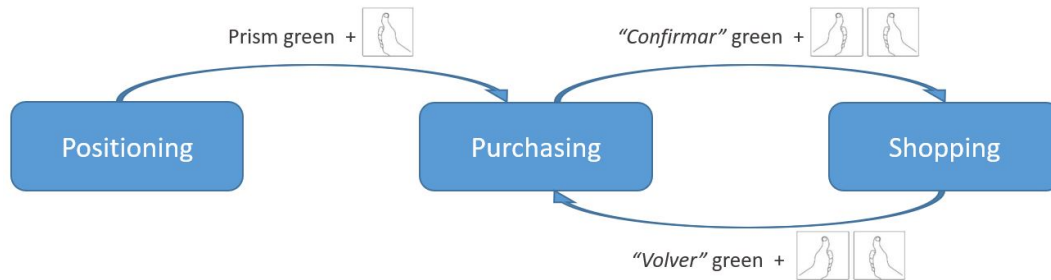 Prism green +
"Confirmar" green +
Positioning
Purchasing
Shopping
"Volver" green +